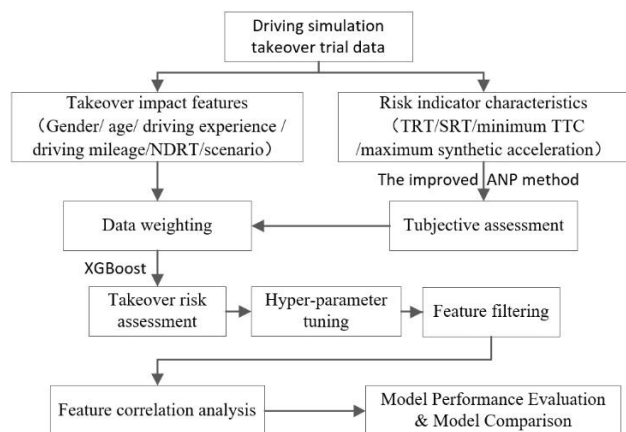 Driving simulation
takeover trial data
Takeover impact features
（Gender/ age/ driving experience /
driving mileage/NDRT/scenario）
Risk indicator characteristics
（TRT/SRT/minimum TTC
/maximum synthetic acceleration）
The improved ANP method
Data weighting
Tubjective assessment
XGBoost
Takeover risk
assessment
Hyper-parameter
tuning
Feature filtering
Feature correlation analysis
Model Performance Evaluation
& Model Comparison